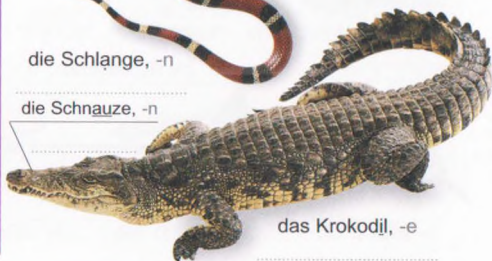 die Schlange, -n
die Schnauze, -n
das Krokodil, -e